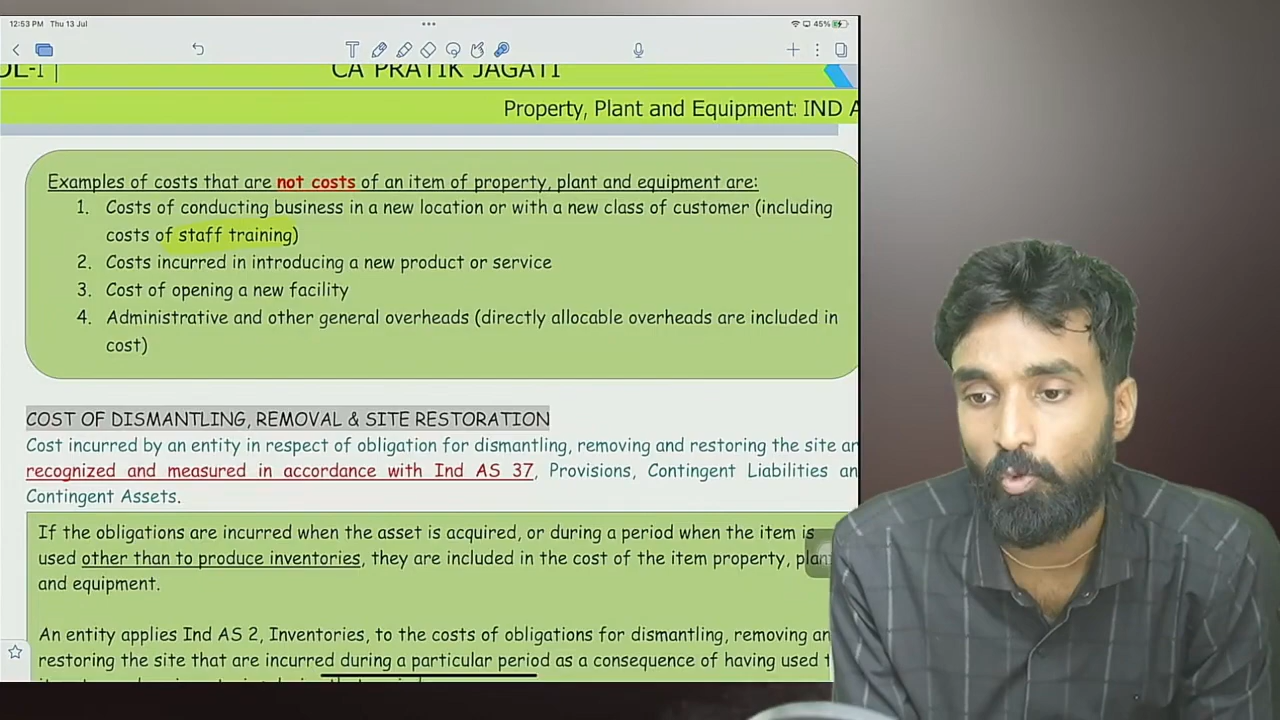 12:53 PM Thu 13 Jul
45%
CA PRATIK JAGATI
Property, Plant and Equipment: IND A
Examples of costs that are not costs of an item of property, plant and equipment are:
1. Costs of conducting business in a new location or with a new class of customer (including
costs of staff training)
2. Costs incurred in introducing a new product or service
3. Cost of opening a new facility
4. Administrative and other general overheads (directly allocable overheads are included in
cost)
COST OF DISMANTLING, REMOVAL & SITE RESTORATION
Cost incurred by an entity in respect of obligation for dismantling, removing and restoring the site ar
recognized and measured in accordance with Ind AS 37, Provisions, Contingent Liabilities an
Contingent Assets.
If the obligations are incurred when the asset is acquired, or during a period when the item is
used other than to produce inventories, they are included in the cost of the item property, plant
and equipment.
An entity applies Ind AS 2, Inventories, to the costs of obligations for dismantling, removing an
restoring the site that are incurred during a particular period as a consequence of having used t